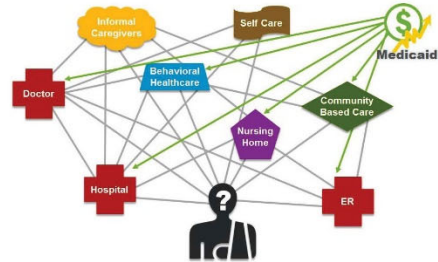 Informal
Caregivers
Self Care
$
Medicaid
Behavioral
Healthcare
Doctor
Community
Based Care
Nursing
Home
Hospital
?
ER